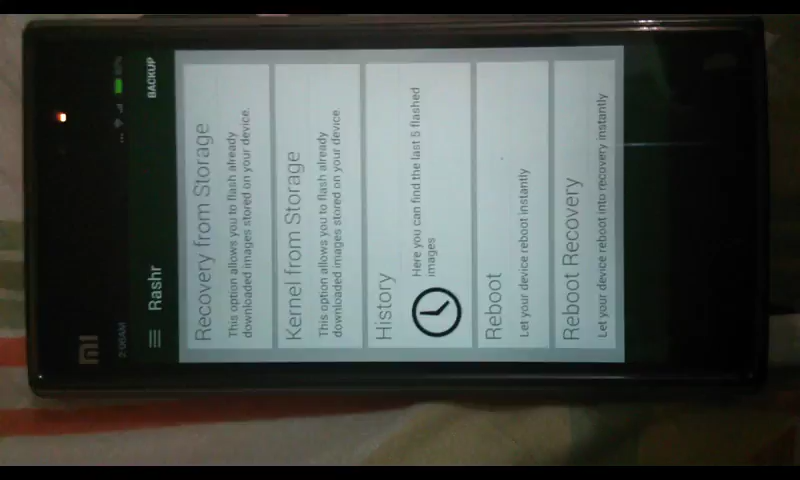 MI
2:00AM
Rashr
BACKUP
Recovery from Storage
This option allows you to flash already
downloaded images stored on your device.
Kernel from Storage
This option allows you to flash already
downloaded images stored on your device
History
Here you can find the last 5 flashed
images
Reboot
Let your device reboot instantly
Reboot Recovery
Let your device reboot into recovery instantly